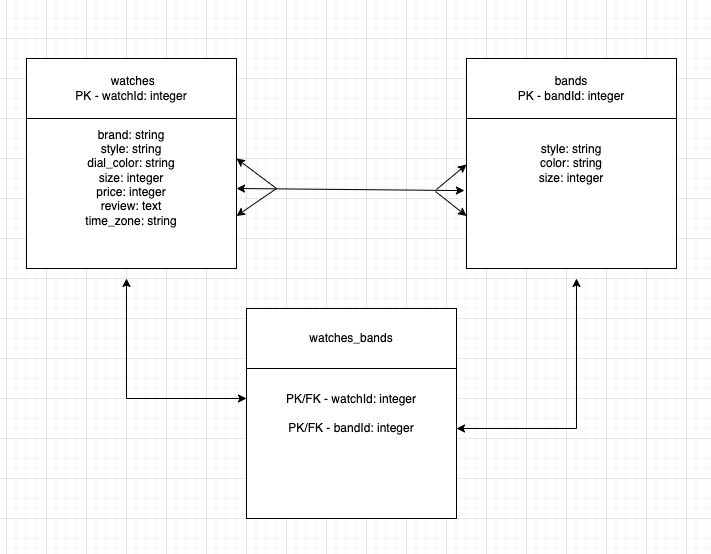 watches
PK - watchId: integer
brand: string
style: string
dial_color: string
size: integer
price: integer
review: text
time_zone: string
bands
PK - bandId: integer
style: string
color: string
size: integer
watches_bands
PK/FK - watchId: integer
PK/FK - bandId: integer